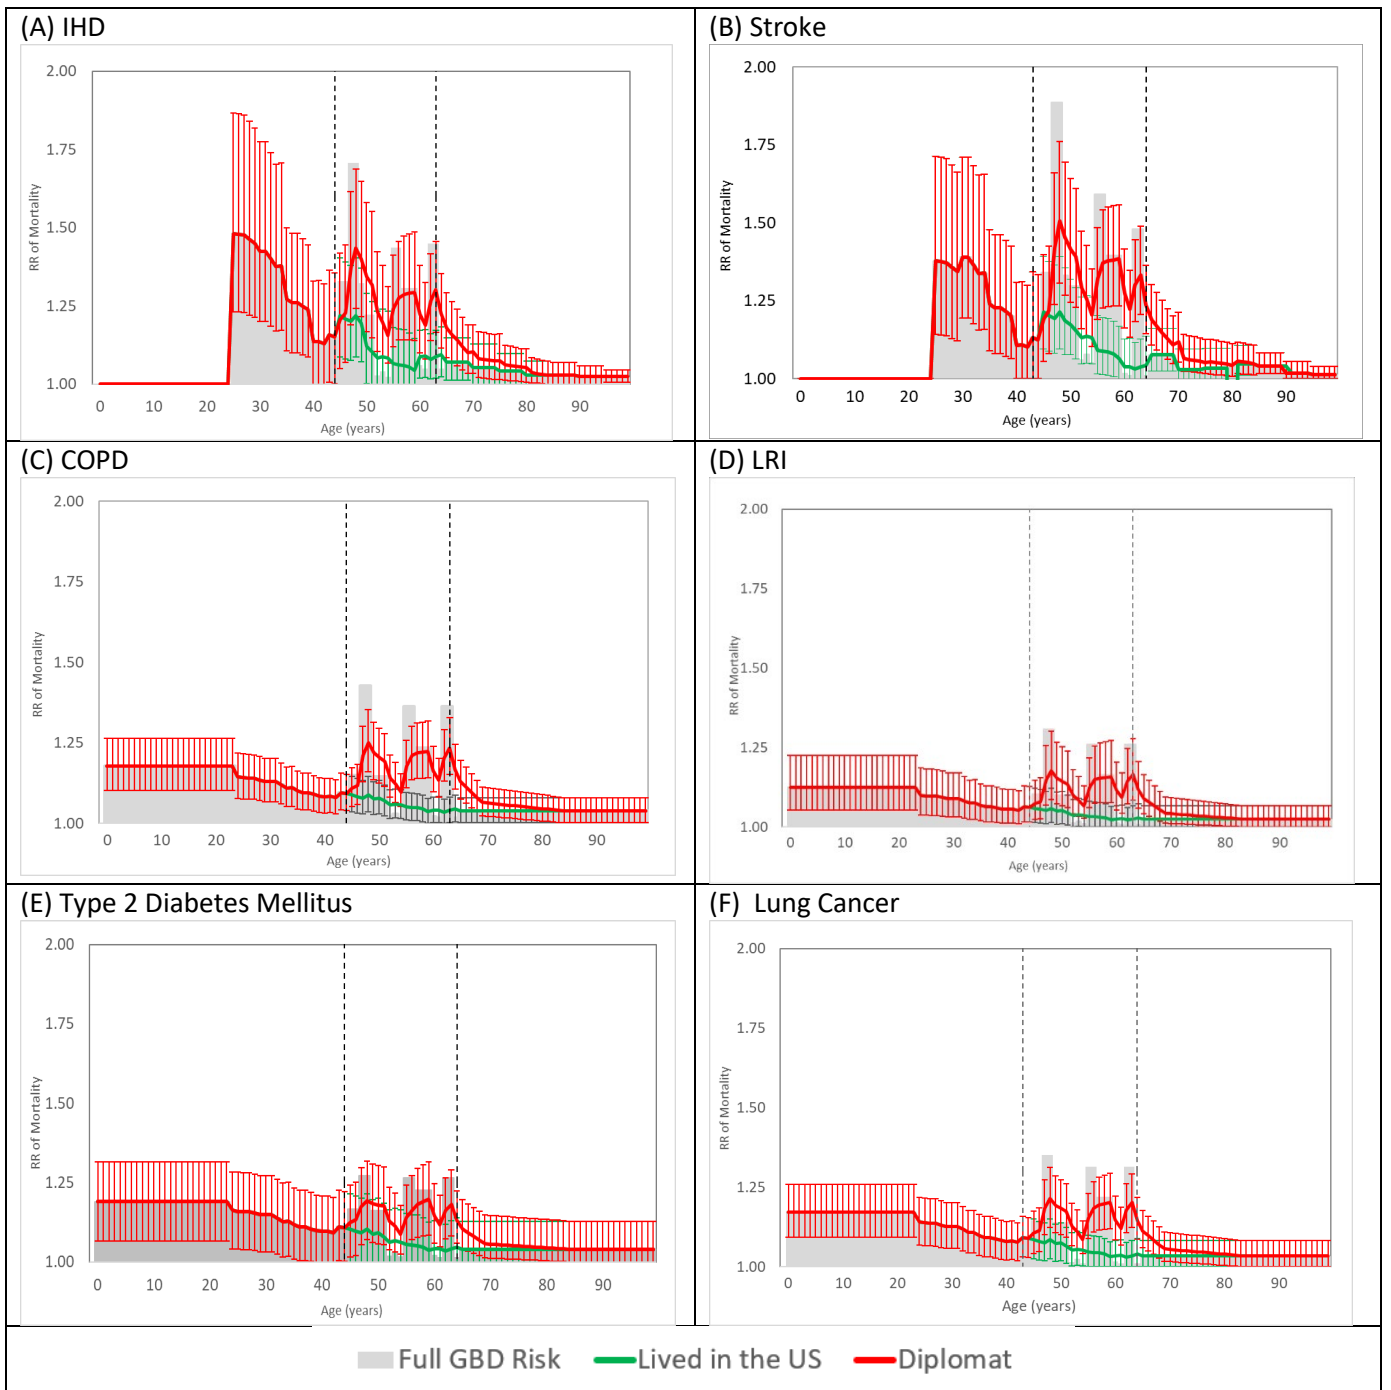 (A) IHD
2.00
1.75
1.50
1.25
1.00
RR of Mortality
0 10 20 30 40 50 60 70 80 90
Age (years)
(B) Stroke
2.00
1.75
1.50
1.25
1.00
RR of Mortality
0 10 20 30 40 50 60 70 80 90
Age (years)
(C) COPD
2.00
1.75
1.50
1.25
1.00
RR of Mortality
0 10 20 30 40 50 60 70 80 90
Age (years)
(D) LRI
2.00
1.75
1.50
1.25
1.00
RR of Mortality
0 10 20 30 40 50 60 70 80 90
Age (years)
(E) Type 2 Diabetes Mellitus
2.00
1.75
1.50
1.25
1.00
RR of Mortality
0 10 20 30 40 50 60 70 80 90
Age (years)
(F) Lung Cancer
2.00
1.75
1.50
1.25
1.00
RR of Mortality
0 10 20 30 40 50 60 70 80 90
Age (years)
Full GBD Risk Lived in the US Diplomat